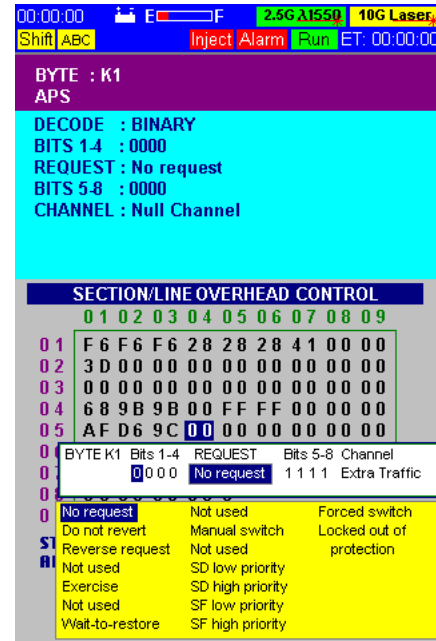 00:00:00 E F 2.5G λ1550 10G Laser
Shift ABC Inject Alarm Run ET: 00:00:00
BYTE : K1
APS
DECODE : BINARY
BITS 1-4 : 0000
REQUEST : No request
BITS 5-8 : 0000
CHANNEL : Null Channel
SECTION/LINE OVERHEAD CONTROL
01 02 03 04 05 06 07 08 09
01 F6 F6 F6 28 28 28 41 00 00
02 3D 00 00 00 00 00 00 00 00
03 00 00 00 00 00 00 00 00 00
04 68 9B 9B 00 FF FF 00 00 00
05 AF D6 9C 00 00 00 00 00 00
BYTE K1 Bits 1-4 REQUEST Bits 5-8 Channel
0000 No request 1111 Extra Traffic
No request Not used Forced switch
Do not revert Manual switch Locked out of
Reverse request Not used protection
Not used SD low priority
Exercise SD high priority
Not used SF low priority
Wait-to-restore SF high priority